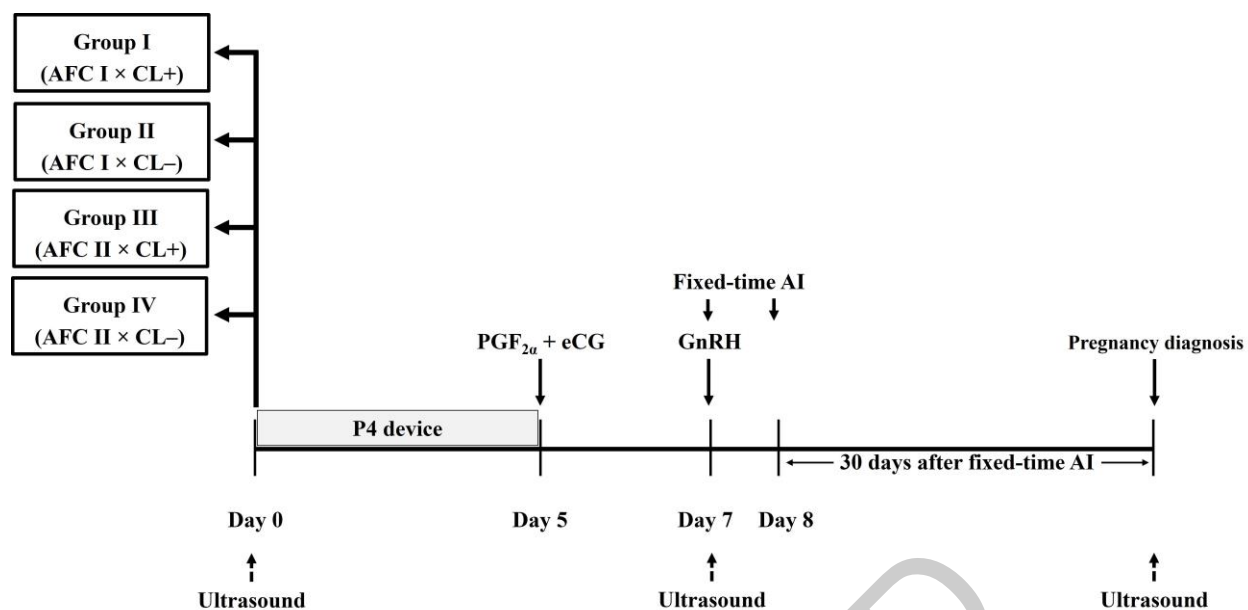 Group I
(AFC I × CL+)
Group II
(AFC I × CL–)
Group III
(AFC II × CL+)
Group IV
(AFC II × CL–)
Fixed-time AI
PGF2α + eCG
GnRH
Pregnancy diagnosis
P4 device
30 days after fixed-time AI
Day 0
Day 5
Day 7
Day 8
Ultrasound
Ultrasound
Ultrasound